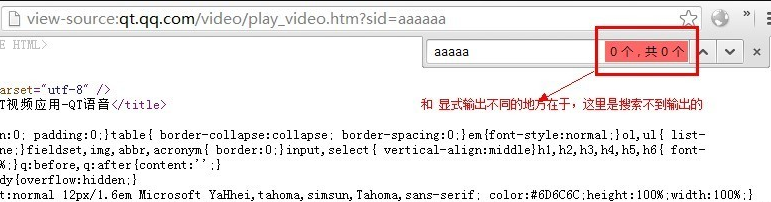 view-source:qt.qq.com/video/play_video.htm?sid=aaaaaa
E HTML>
aaaaa 0 个，共 0 个
arset="utf-8" />
T视频应用-QT语音</title>
和 显式输出不同的地方在于，这里是搜索不到输出的
n:0; padding:0;}table{ border-collapse:collapse; border-spacing:0;}em{font-style:normal;}ol,ul{ list-
ne;}fieldset,img,abbr,acronym{ border:0;}input,select{ vertical-align:middle}h1,h2,h3,h4,h5,h6{ font-
%;}q:before,q:after{content:'';}
dy{overflow:hidden;}
t:normal 12px/1.6em Microsoft YaHhei,tahoma,simsun,Tahoma,sans-serif; color:#6D6C6C;height:100%;width:100%;}